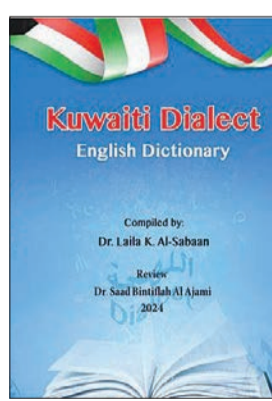 Kuwaiti Dialect
English Dictionary
Compiled by:
Dr. Laila K. Al-Sabaan
Review
Dr. Saad Bintiflah Al Ajami
2024